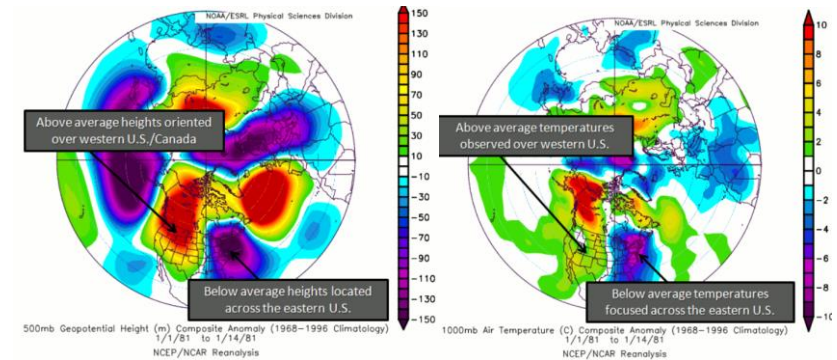 NOAA/ESRL Physical Sciences Division
150
130
110
90
70
50
30
10
-10
-30
-50
-70
-90
-110
-130
-150
Above average heights oriented
over western U.S./Canada
Below average heights located
across the eastern U.S.
500mb Geopotential Height (m) Composite Anomaly (1968-1996 Climatology)
1/1/81 to 1/14/81
NCEP/NCAR Reanalysis
NOAA/ESRL Physical Sciences Division
10
8
6
4
2
0
-2
-4
-6
-8
-10
Above average temperatures
observed over western U.S.
Below average temperatures
focused across the eastern U.S.
1000mb Air Temperature (C) Composite Anomaly (1968-1996 Climatology)
1/1/81 to 1/14/81
NCEP/NCAR Reanalysis